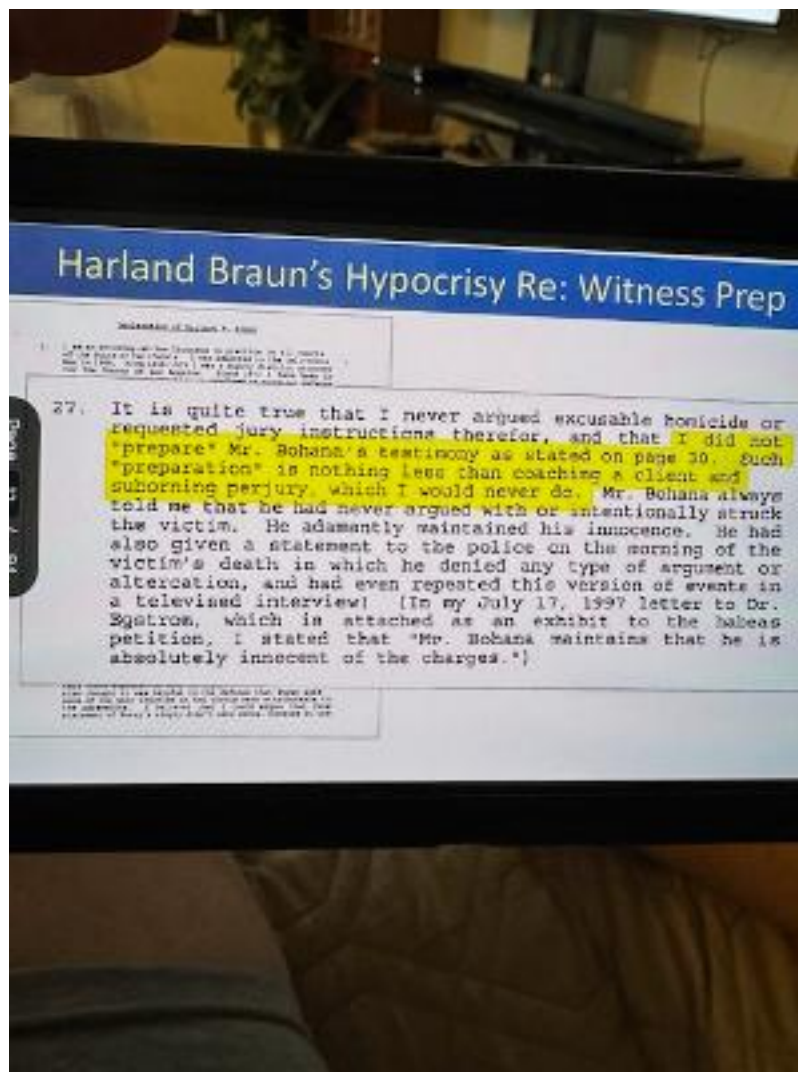 Harland Braun's Hypocrisy Re: Witness Prep
27. It is quite true that I never argued excusable homicide or
requested jury instructions therefor, and that I did not
"prepare" Mr. Bohana's testimony as stated on page 30. Such
"preparation" is nothing less than coaching a client and
suborning perjury, which I would never do. Mr. Bohana always
told me that he had never argued with or intentionally struck
the victim. He adamantly maintained his innocence. He had
also given a statement to the police on the morning of the
victim's death in which he denied any type of argument or
altercation, and had even repeated this version of events in
a televised interview! (In my July 17, 1997 letter to Dr.
Egstrom, which is attached as an exhibit to the habeas
petition, I stated that "Mr. Bohana maintains that he is
absolutely innocent of the charges.")